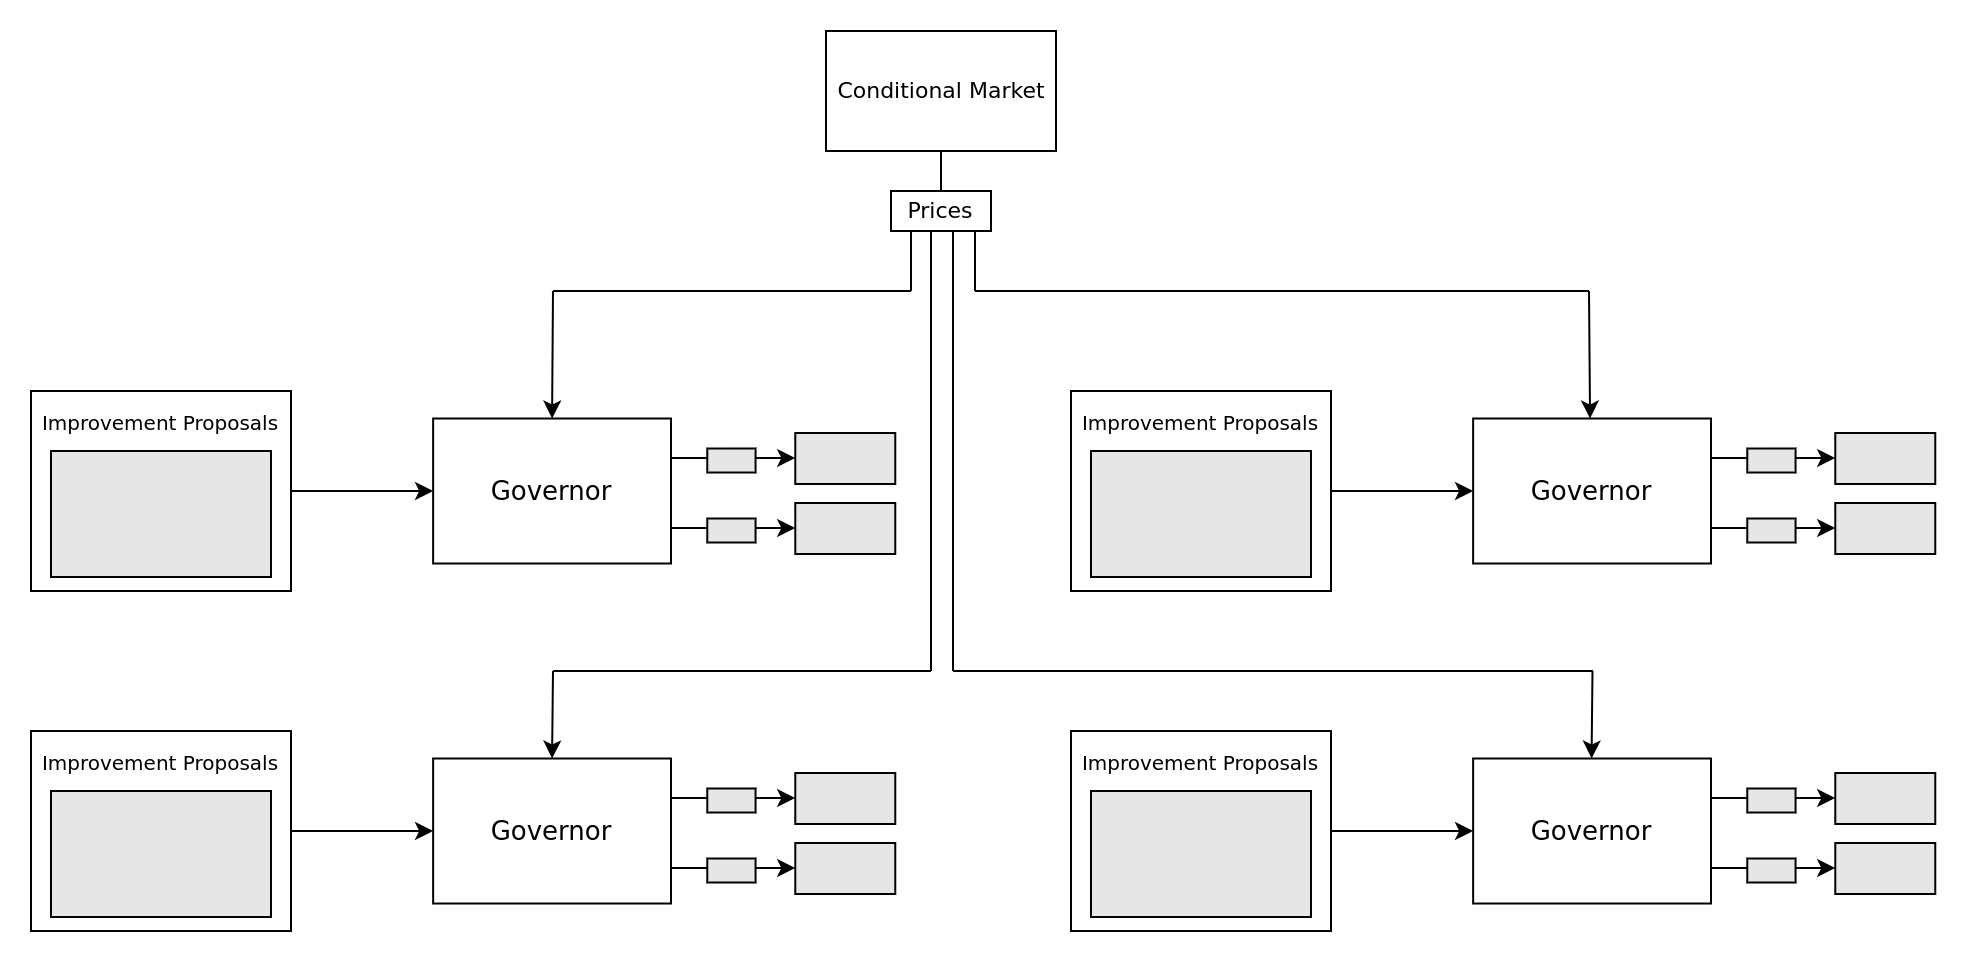 Conditional Market
Prices
Improvement Proposals
Governor
Improvement Proposals
Governor
Improvement Proposals
Governor
Improvement Proposals
Governor